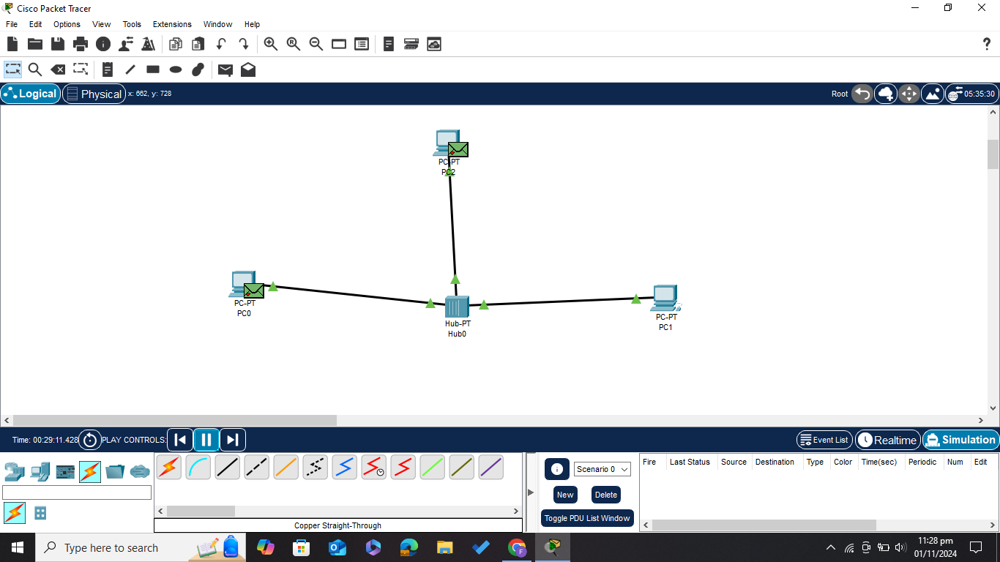 Cisco Packet Tracer
File Edit Options View Tools Extensions Window Help
Logical Physical x: 662, y: 728 Root 05:35:30
PC-PT
PC2
PC-PT
PC0
Hub-PT
Hub0
PC-PT
PC1
Time: 00:29:11.428 PLAY CONTROLS: Event List Realtime Simulation
Scenario 0
New Delete
Toggle PDU List Window
Fire Last Status Source Destination Type Color Time(sec) Periodic Num Edit
Copper Straight-Through
Type here to search
11:28 pm
01/11/2024